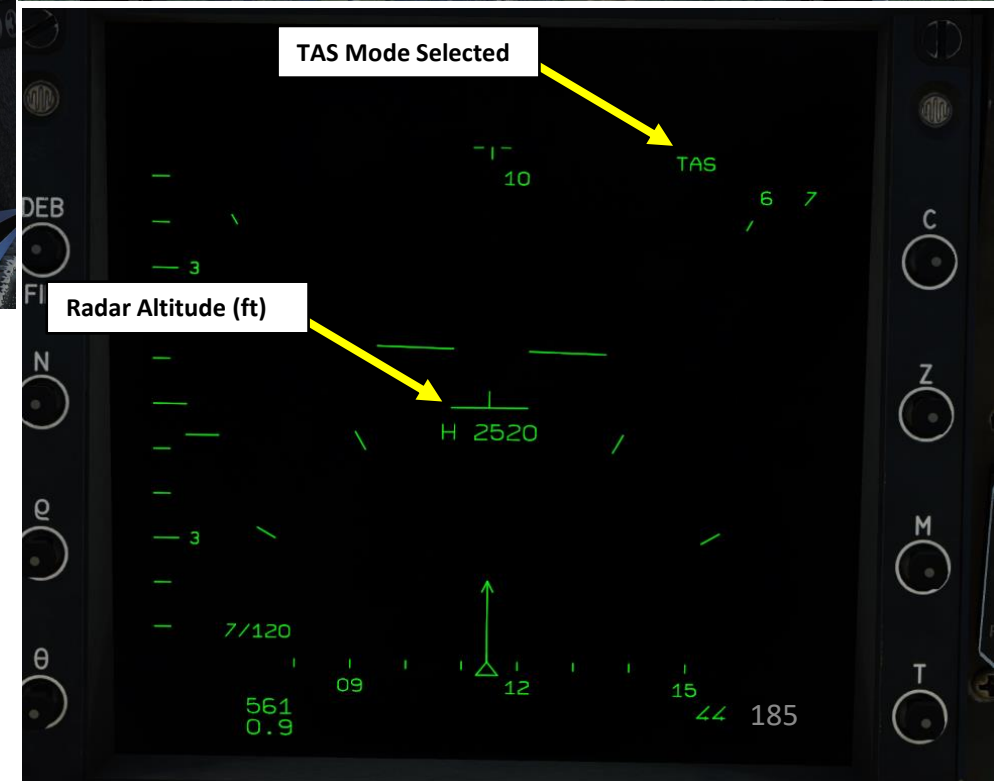 TAS Mode Selected
TAS
10
6 7
DEB
C
3
Radar Altitude (ft)
N
Z
H 2520
ϱ
M
3
7/120
θ
T
09 12 15
561
0.9
44 185